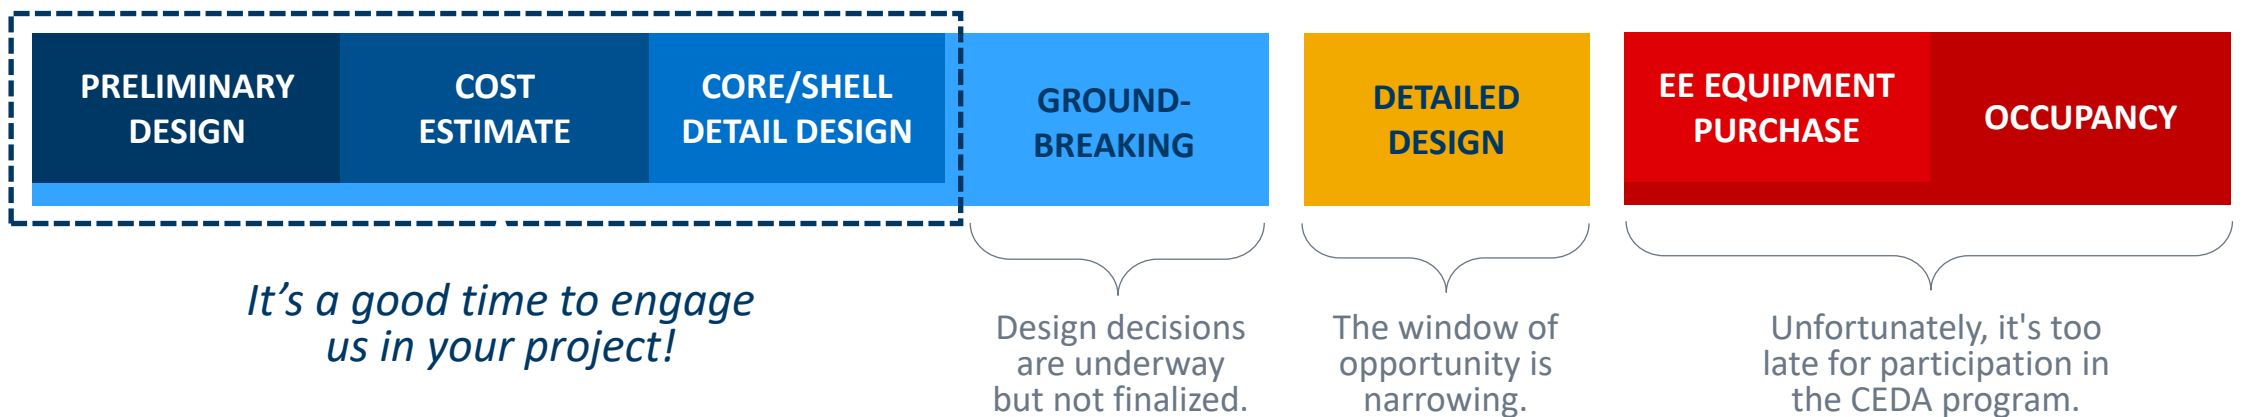 PRELIMINARY
DESIGN
COST
ESTIMATE
CORE/SHELL
DETAIL DESIGN
GROUND-
BREAKING
DETAILED
DESIGN
EE EQUIPMENT
PURCHASE
OCCUPANCY
It’s a good time to engage
us in your project!
Design decisions
are underway
but not finalized.
The window of
opportunity is
narrowing.
Unfortunately, it's too
late for participation in
the CEDA program.